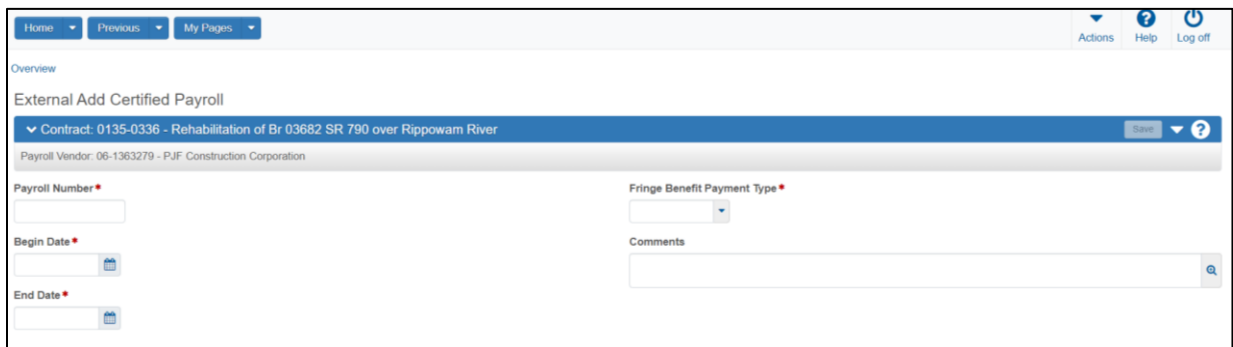 Home Previous My Pages Actions Help Log off
Overview
External Add Certified Payroll
Contract: 0135-0336 - Rehabilitation of Br 03682 SR 790 over Rippowam River Save
Payroll Vendor: 06-1363279 - PJF Construction Corporation
Payroll Number* Fringe Benefit Payment Type*
Begin Date* Comments
End Date*